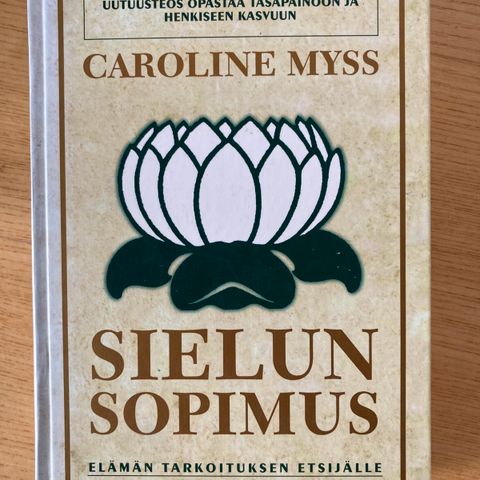 UUTUUSTEOS OPASTAA TASAPAINOON JA
HENKISEEN KASVUUN
CAROLINE MYSS
SIELUN
SOPIMUS
ELÄMÄN TARKOITUKSEN ETSIJÄLLE